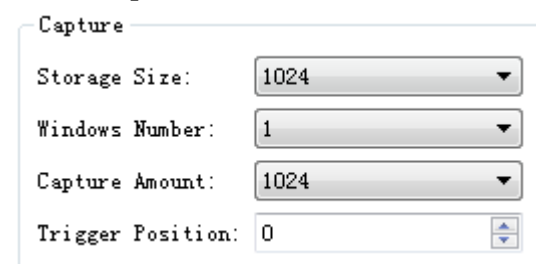 Capture
Storage Size: 1024
Windows Number: 1
Capture Amount: 1024
Trigger Position: 0